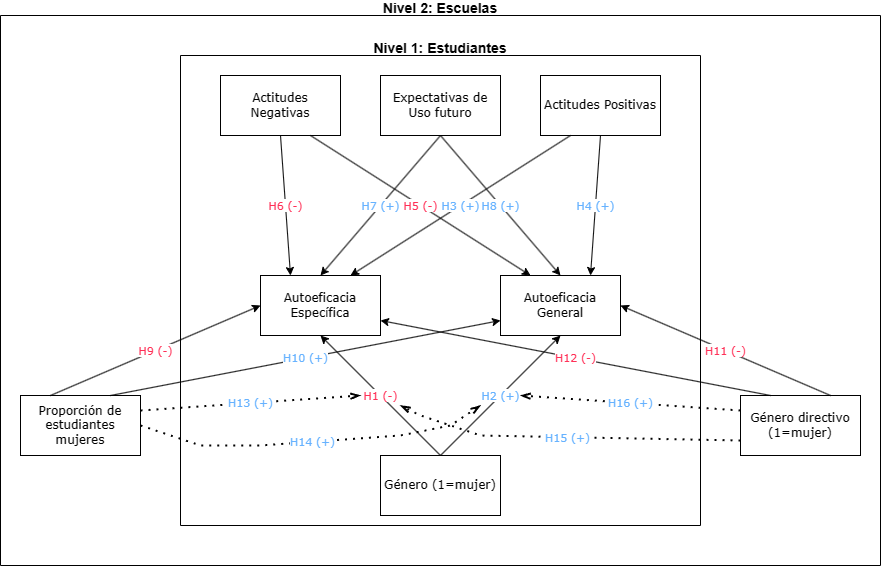 Nivel 2: Escuelas
Nivel 1: Estudiantes
Actitudes
Negativas
Expectativas de
Uso futuro
Actitudes Positivas
H6 (-)
H7 (+)
H5 (-)
H3 (+)
H8 (+)
H4 (+)
Autoeficacia
Específica
Autoeficacia
General
H9 (-)
H10 (+)
H12 (-)
H11 (-)
H13 (+)
H1 (-)
H2 (+)
H16 (+)
Proporción de
estudiantes
mujeres
Género directivo
(1=mujer)
H14 (+)
H15 (+)
Género (1=mujer)